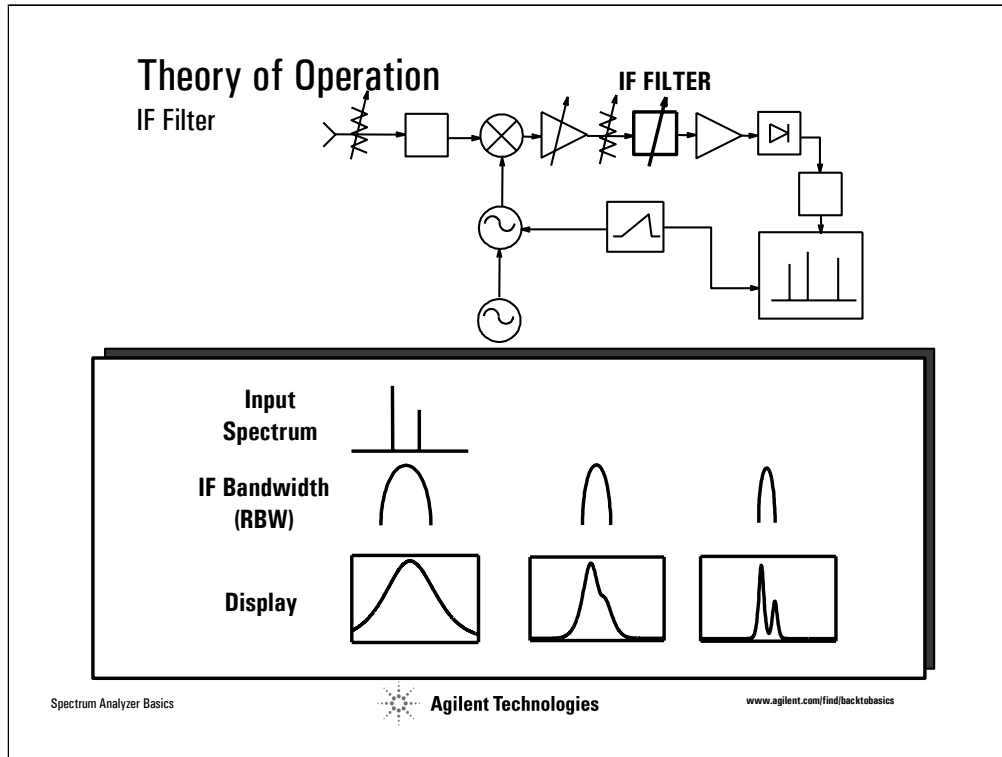 Theory of Operation
IF Filter
IF FILTER
Input
Spectrum
IF Bandwidth
(RBW)
Display
Spectrum Analyzer Basics
Agilent Technologies
www.agilent.com/find/backtobasics